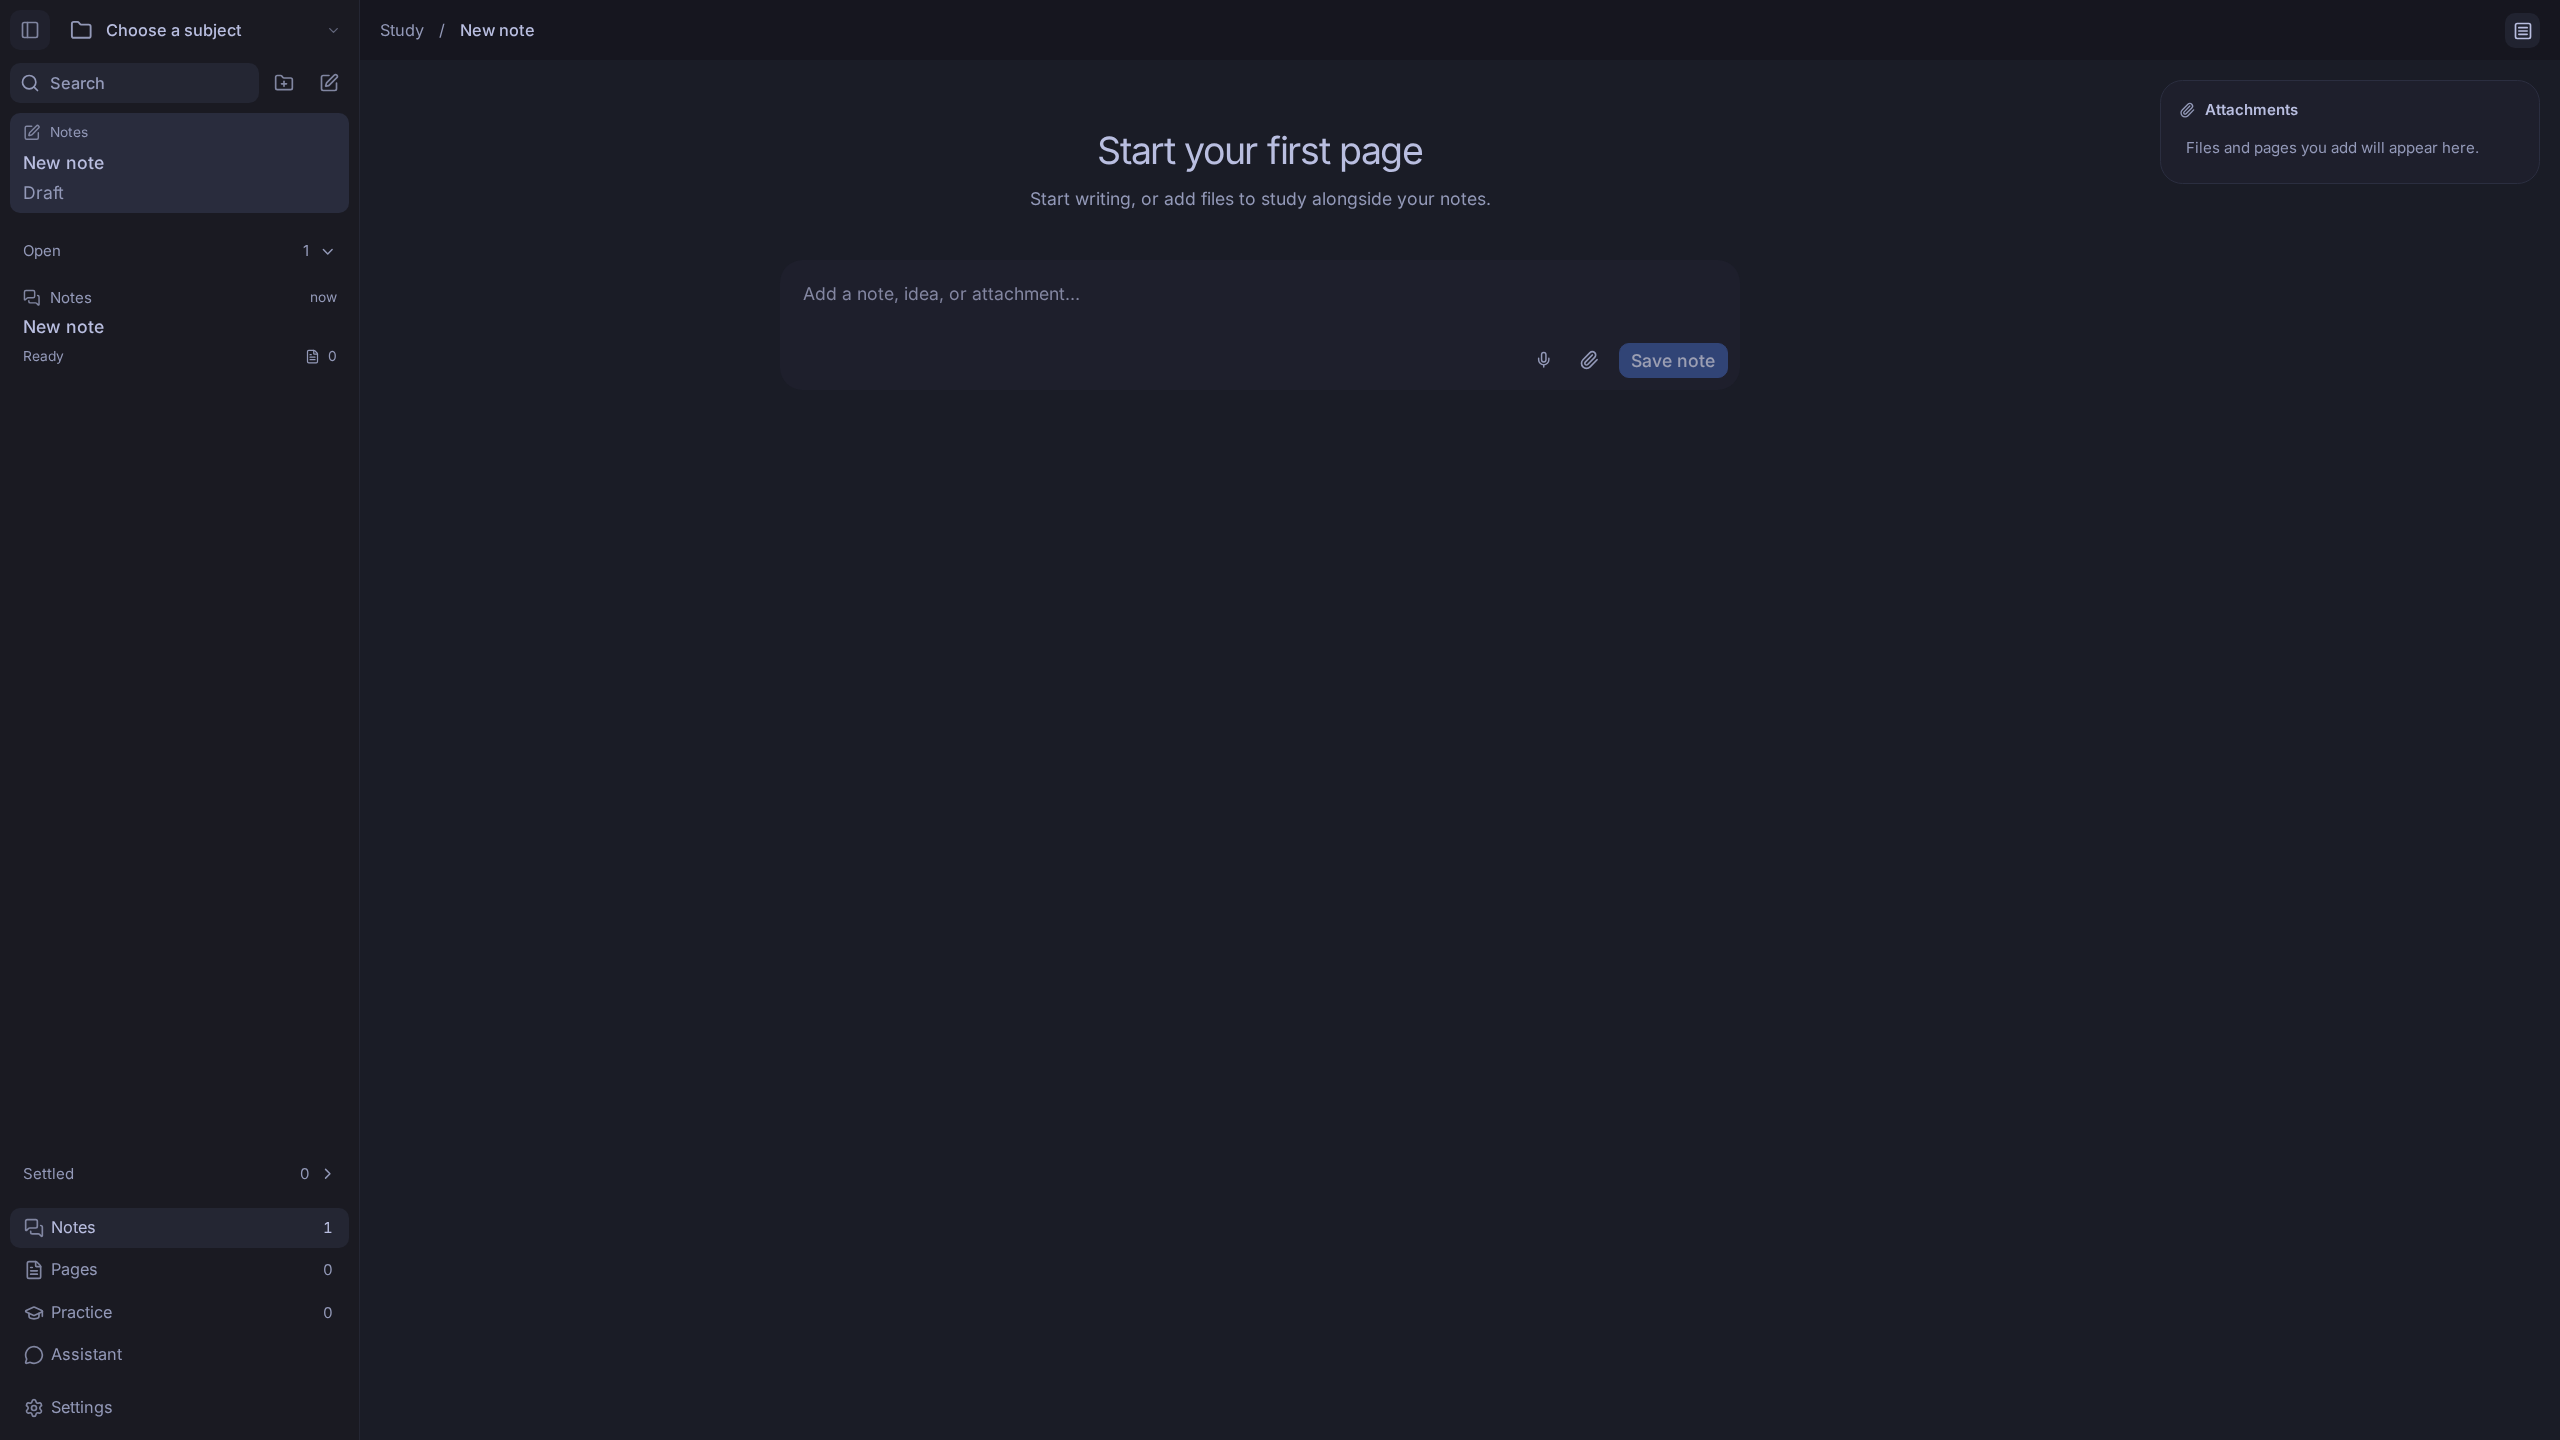 Choose a subject
Search
Notes
New note
Draft
Open 1
Notes now
New note
Ready 0
Settled 0
Notes 1
Pages 0
Practice 0
Assistant
Settings
Study / New note
Start your first page
Start writing, or add files to study alongside your notes.
Add a note, idea, or attachment...
Save note
Attachments
Files and pages you add will appear here.